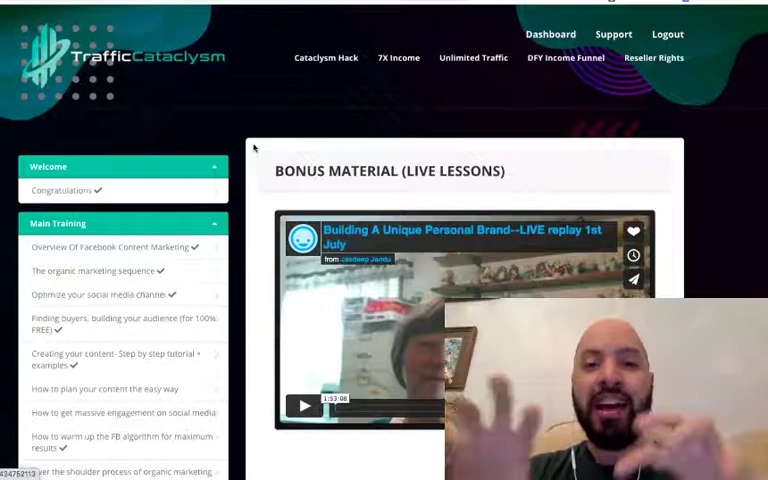 Dashboard Support Logout
TrafficCataclysm
Cataclysm Hack 7X Income Unlimited Traffic DFY Income Funnel Reseller Rights
Welcome
Congratulations
Main Training
Overview Of Facebook Content Marketing
The organic marketing sequence
Optimize your social media channel
Finding buyers, building your audience (for 100% FREE)
Creating your content- Step by step tutorial + examples
How to plan your content the easy way
How to get massive engagement on social media
How to warm up the FB algorithm for maximum results
ver the shoulder process of organic marketing
434752113
BONUS MATERIAL (LIVE LESSONS)
Building A Unique Personal Brand--LIVE replay 1st
July
from Jasdeep Jandu
1:53:08